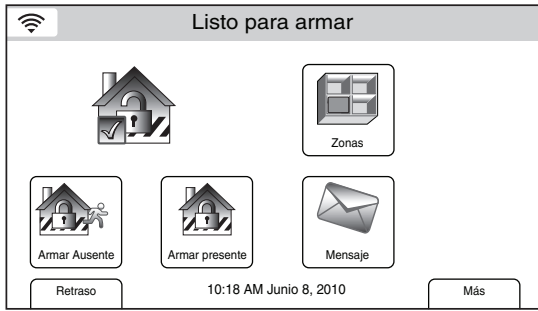 Listo para armar
Zonas
Armar Ausente
Armar presente
Mensaje
Retraso
10:18 AM Junio 8, 2010
Más